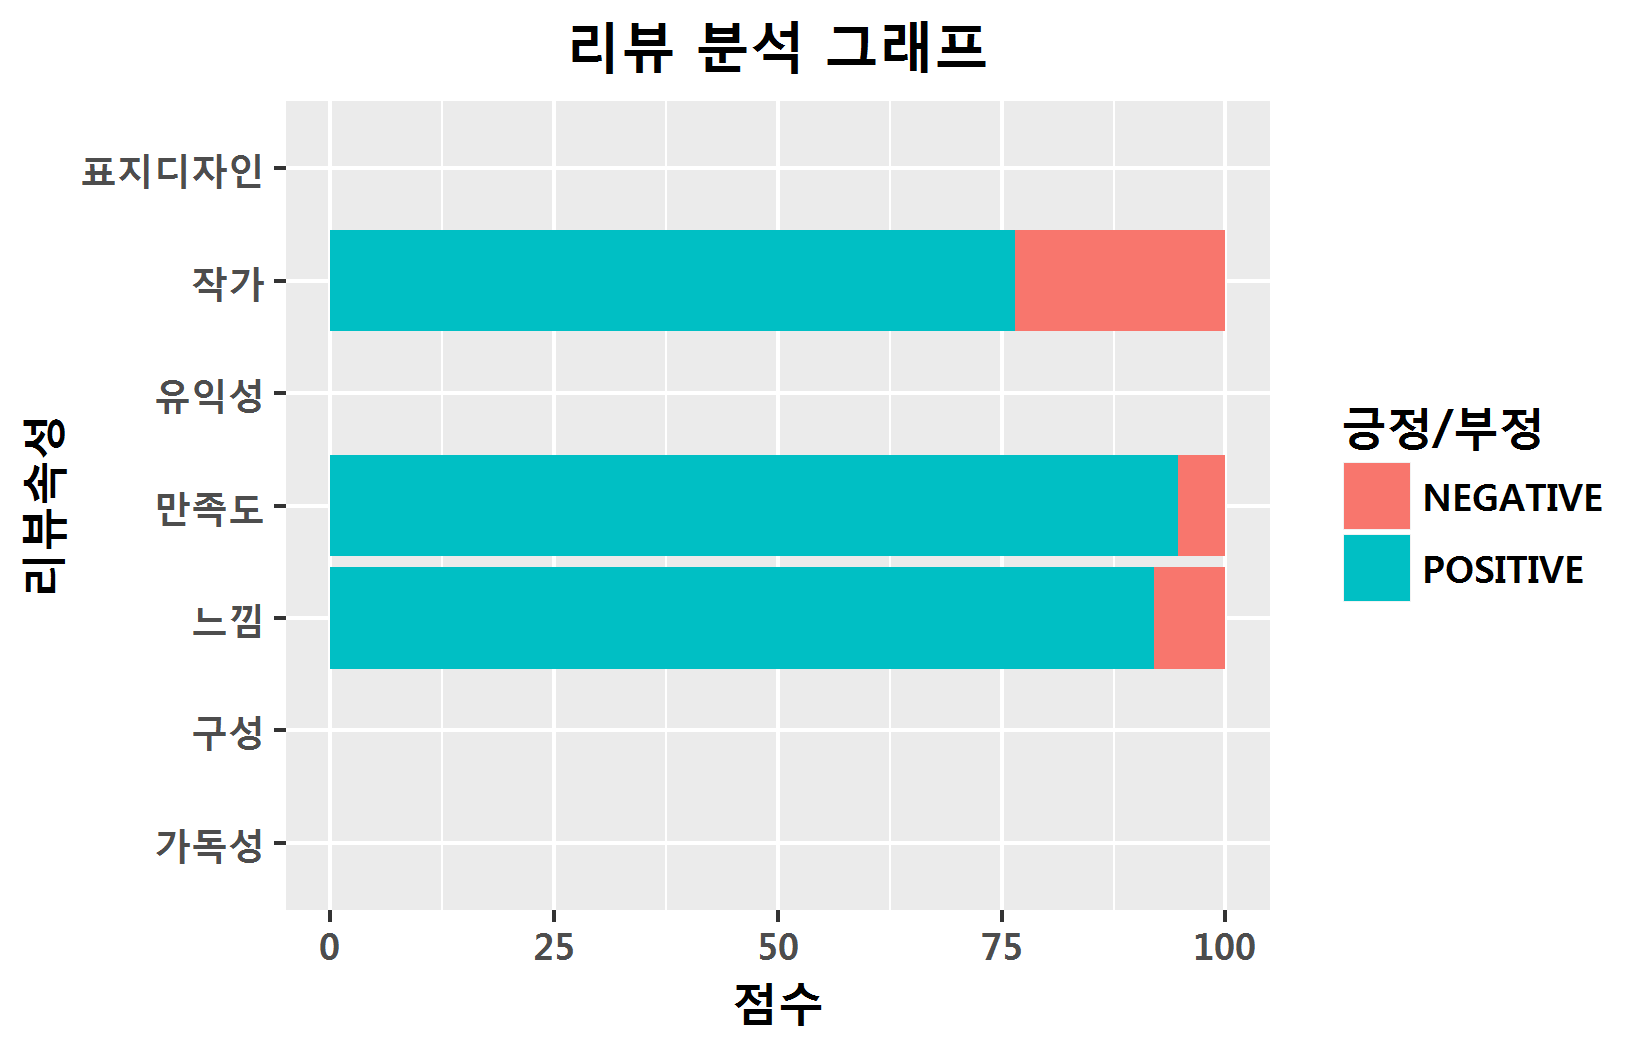 리뷰 분석 그래프
리뷰속성
표지디자인
작가
유익성
만족도
느낌
구성
가독성
0 25 50 75 100
점수
긍정/부정
NEGATIVE
POSITIVE